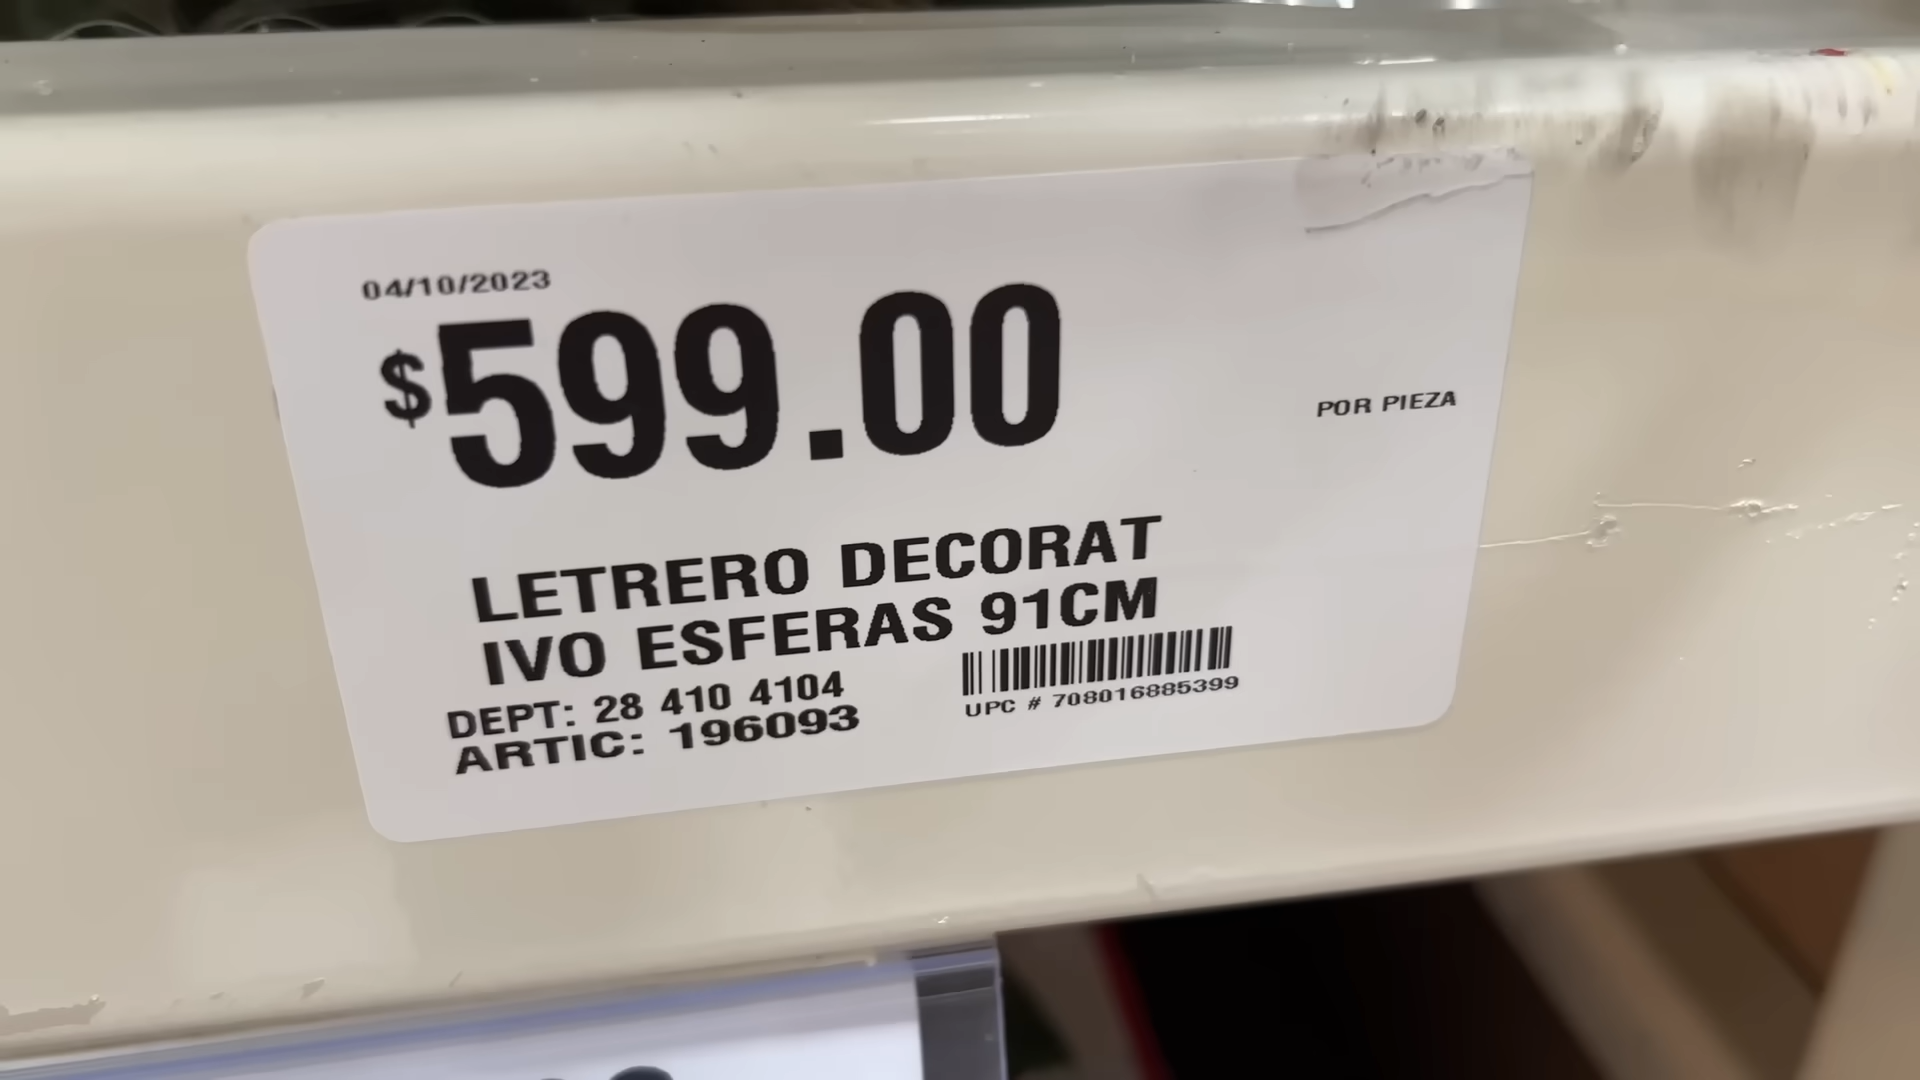 04/10/2023
$599.00
POR PIEZA
LETRERO DECORAT
IVO ESFERAS 91CM
DEPT: 28 410 4104
ARTIC: 196093
UPC # 708016885399